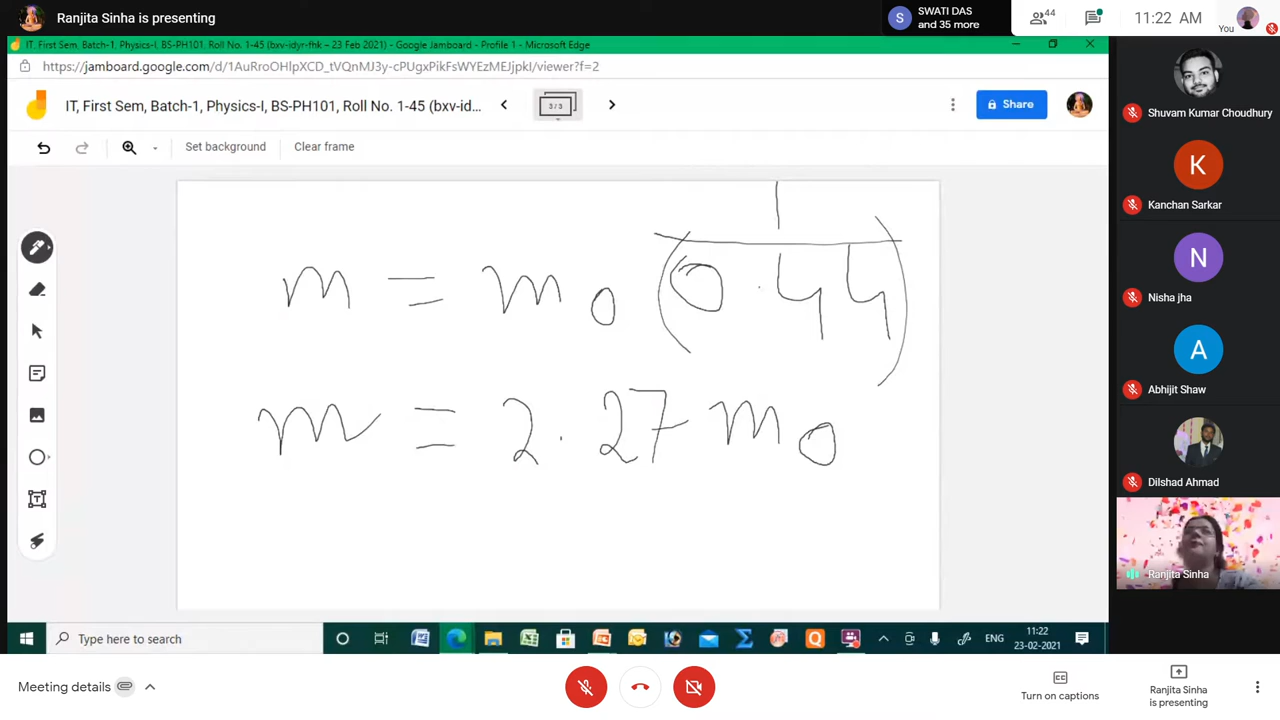 Ranjita Sinha is presenting
S
SWATI DAS
and 35 more
44
11:22 AM
You
IT, First Sem, Batch-1, Physics-I, BS-PH101, Roll No. 1-45 (bxv-idyr-fhk – 23 Feb 2021) - Google Jamboard - Profile 1 - Microsoft Edge
https://jamboard.google.com/d/1AuRroOHlpXCD_tVQnMJ3y-cPUgxPikFsWYEzMEJjpkI/viewer?f=2
IT, First Sem, Batch-1, Physics-I, BS-PH101, Roll No. 1-45 (bxv-id...
3/3
Share
Set background
Clear frame
m = m0 (1/0.44)
m = 2.27 m0
Shuvam Kumar Choudhury
K
Kanchan Sarkar
N
Nisha jha
A
Abhijit Shaw
Dilshad Ahmad
Ranjita Sinha
Type here to search
ENG
11:22
23-02-2021
Meeting details
Turn on captions
Ranjita Sinha
is presenting